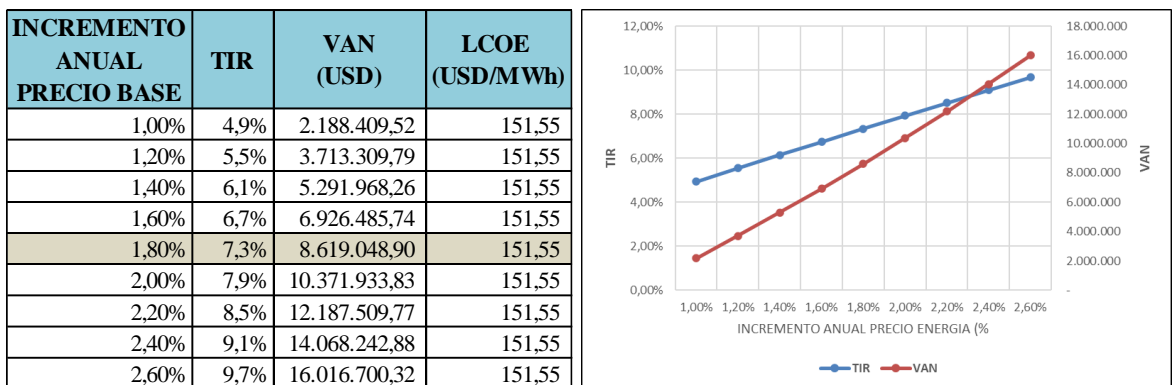 INCREMENTO ANUAL PRECIO BASE TIR VAN (USD) LCOE (USD/MWh)
1,00% 4,9% 2.188.409,52 151,55
1,20% 5,5% 3.713.309,79 151,55
1,40% 6,1% 5.291.968,26 151,55
1,60% 6,7% 6.926.485,74 151,55
1,80% 7,3% 8.619.048,90 151,55
2,00% 7,9% 10.371.933,83 151,55
2,20% 8,5% 12.187.509,77 151,55
2,40% 9,1% 14.068.242,88 151,55
2,60% 9,7% 16.016.700,32 151,55
12,00%
10,00%
8,00%
6,00%
4,00%
2,00%
0,00%
TIR
18.000.000
16.000.000
14.000.000
12.000.000
10.000.000
8.000.000
6.000.000
4.000.000
2.000.000
-
VAN
1,00% 1,20% 1,40% 1,60% 1,80% 2,00% 2,20% 2,40% 2,60%
INCREMENTO ANUAL PRECIO ENERGIA (%
TIR VAN